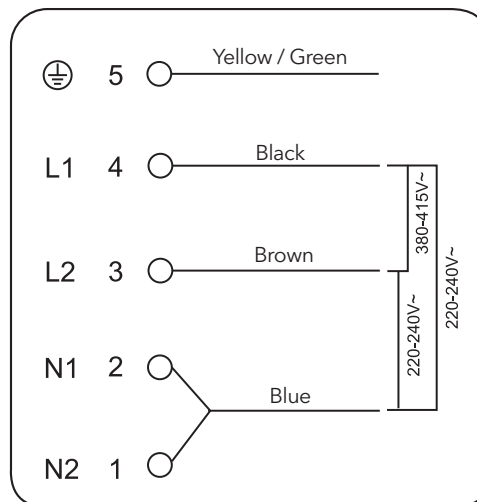 5 Yellow / Green
L1 4 Black
L2 3 Brown
N1 2
Blue
N2 1
380-415V~
220-240V~
220-240V~